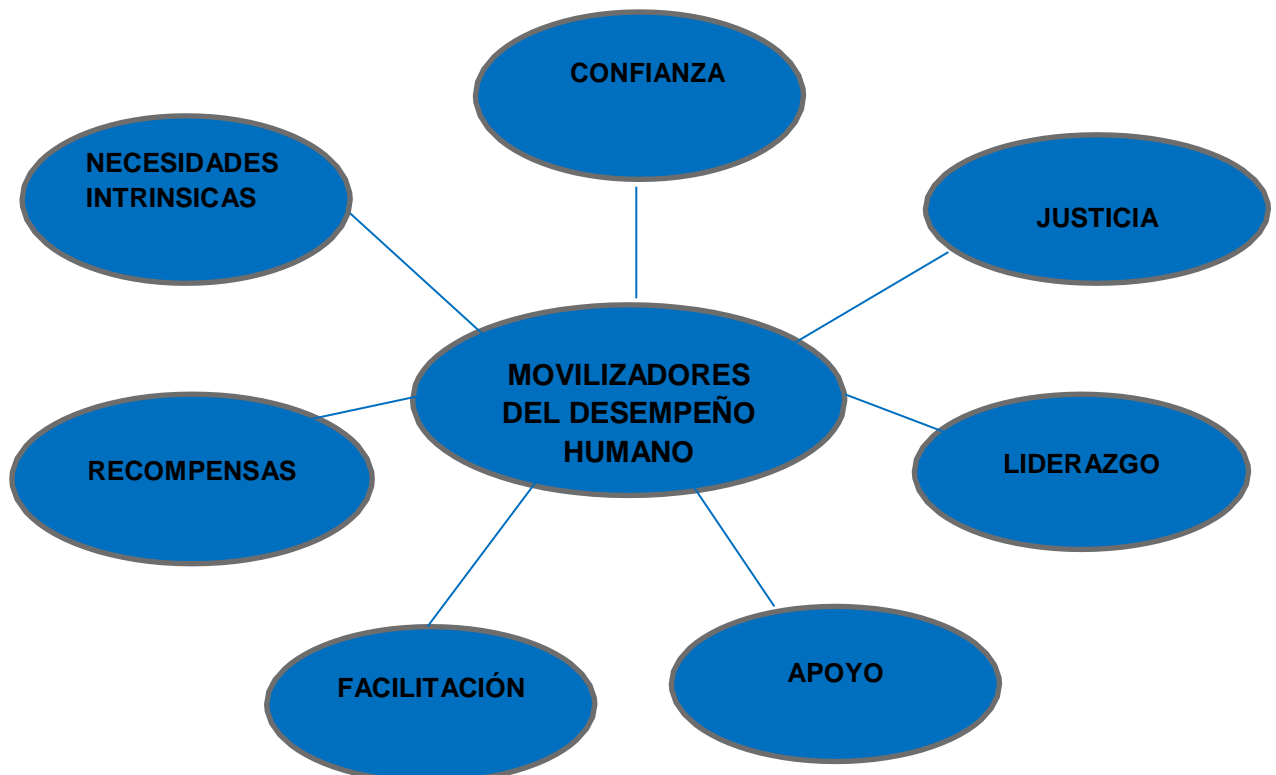 CONFIANZA
NECESIDADES
INTRINSICAS
JUSTICIA
MOVILIZADORES
DEL DESEMPEÑO
HUMANO
RECOMPENSAS
LIDERAZGO
FACILITACIÓN
APOYO